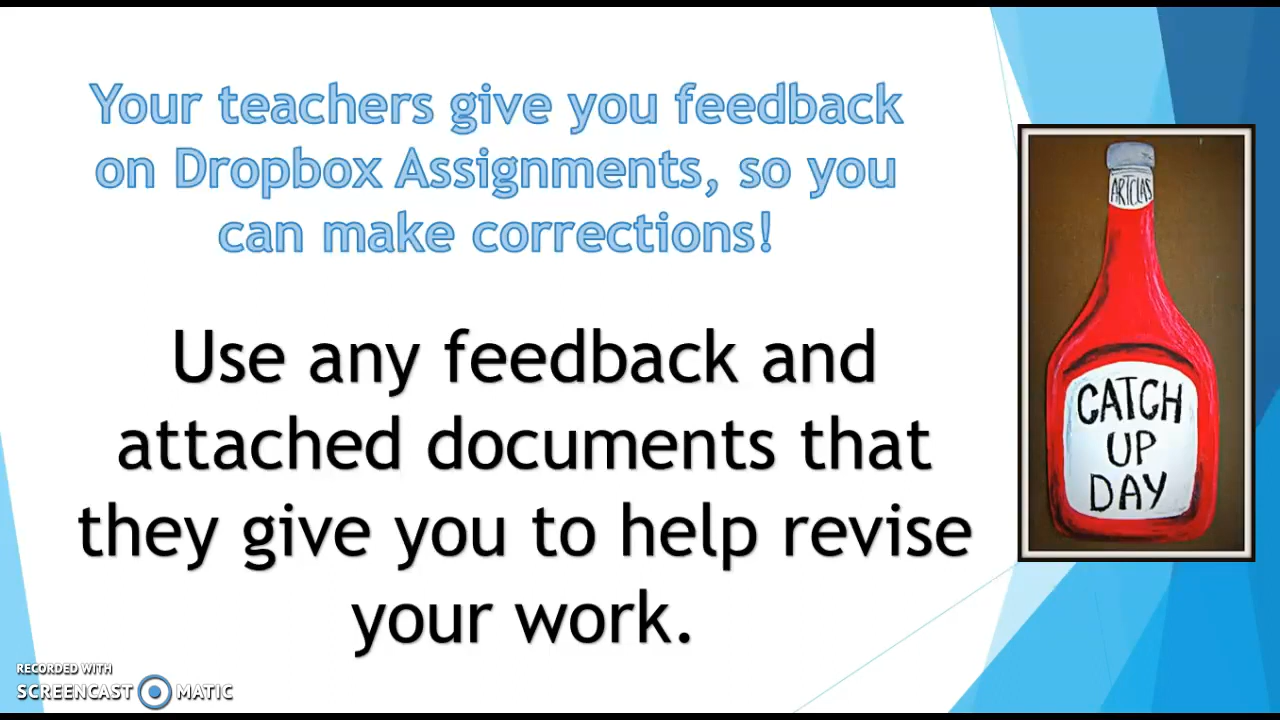 Your teachers give you feedback
on Dropbox Assignments, so you
can make corrections!
Use any feedback and
attached documents that
they give you to help revise
your work.
ARTCLAS
CATCH
UP
DAY
RECORDED WITH
SCREENCAST MATIC